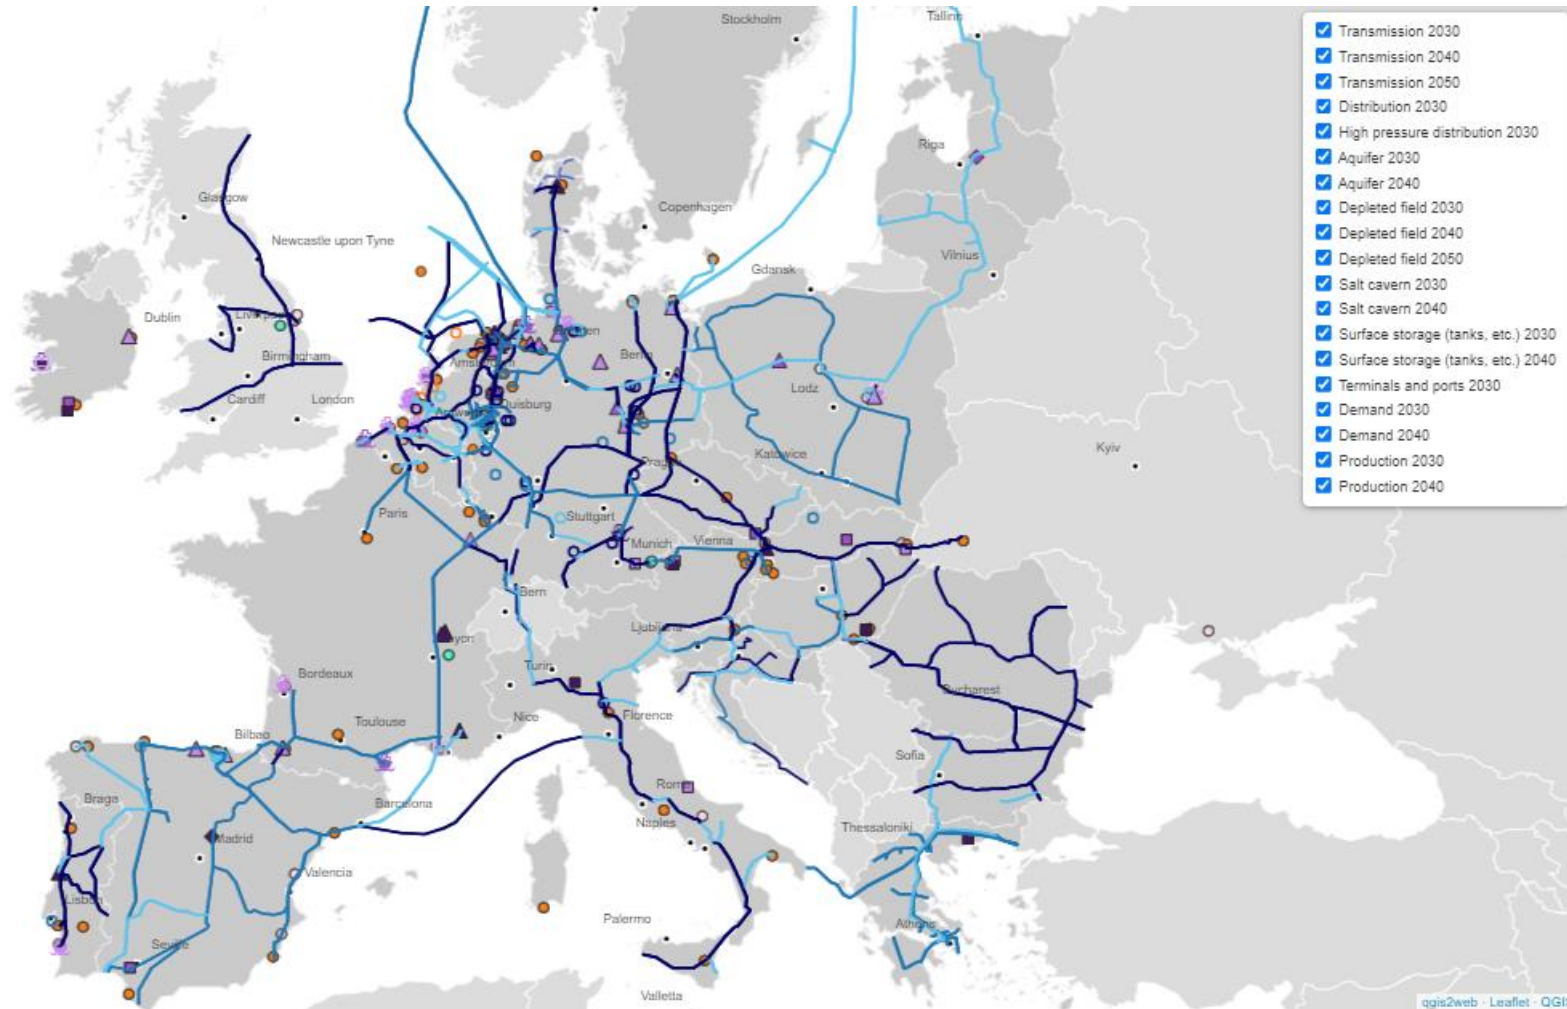 Stockholm
Tallinn
Riga
Glasgow
Copenhagen
Newcastle upon Tyne
Vilnius
Gdansk
Dublin
Birmingham
Berlin
Cardiff
London
Lodz
Duisburg
Kyiv
Katowice
Paris
Stuttgart
Munich
Vienna
Bern
Turin
Bordeaux
Bucharest
Nice
Florence
Toulouse
Bilbao
Sofia
Braga
Barcelona
Naples
Thessaloniki
Madrid
Valencia
Lisbon
Palermo
Athens
Seville
Valletta
Transmission 2030
Transmission 2040
Transmission 2050
Distribution 2030
High pressure distribution 2030
Aquifer 2030
Aquifer 2040
Depleted field 2030
Depleted field 2040
Depleted field 2050
Salt cavern 2030
Salt cavern 2040
Surface storage (tanks, etc.) 2030
Surface storage (tanks, etc.) 2040
Terminals and ports 2030
Demand 2030
Demand 2040
Production 2030
Production 2040
qgis2web · Leaflet · QGIS